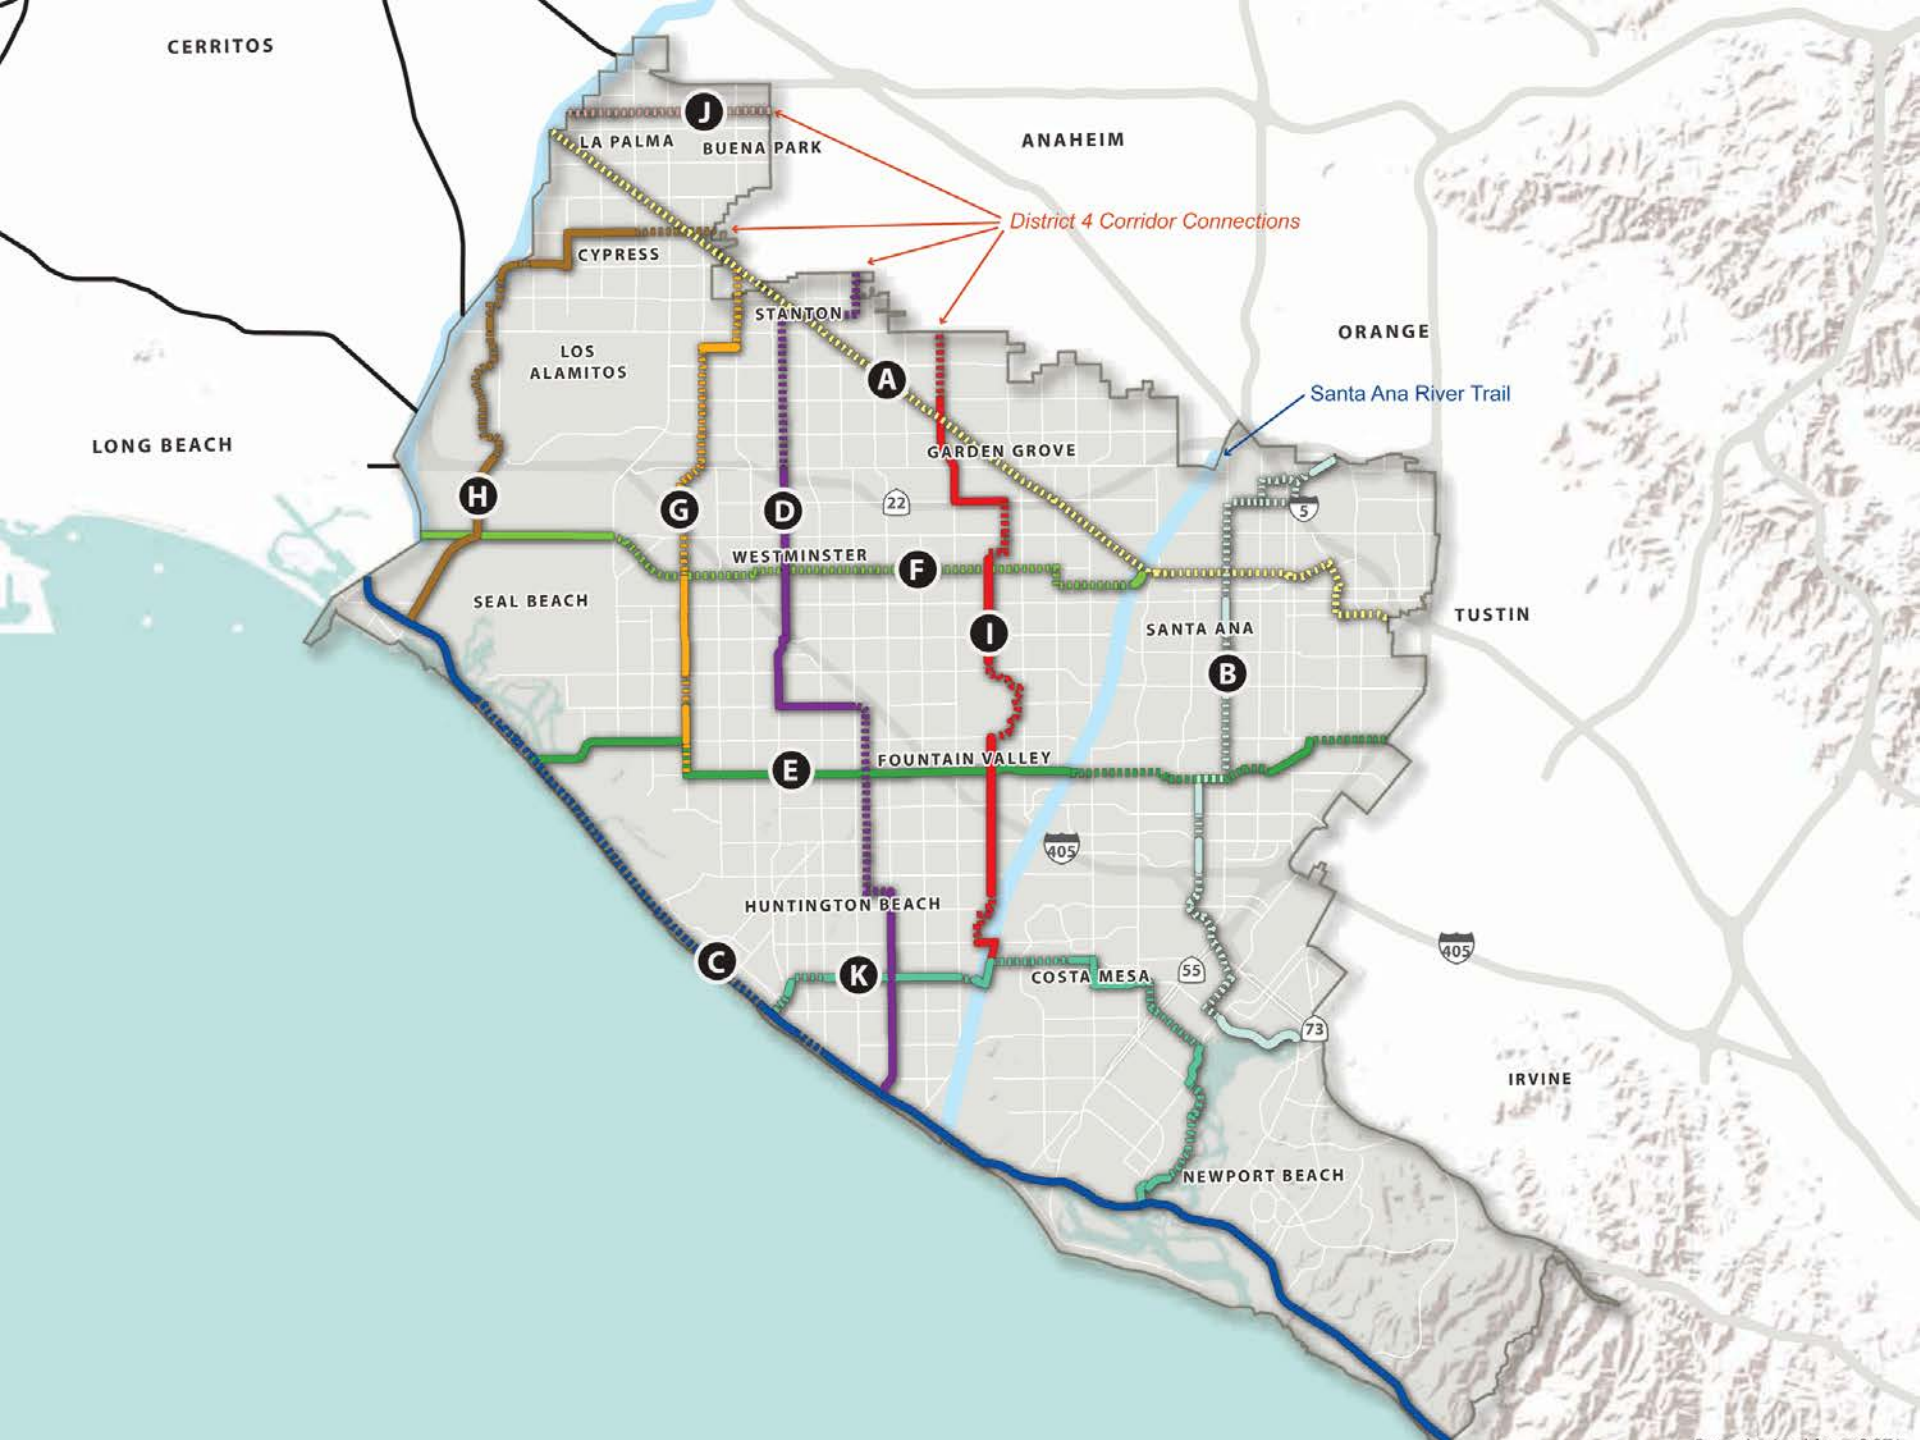 CERRITOS
J
LA PALMA
BUENA PARK
ANAHEIM
District 4 Corridor Connections
CYPRESS
STANTON
ORANGE
LOS
ALAMITOS
A
Santa Ana River Trail
LONG BEACH
GARDEN GROVE
H
G
D
22
5
WESTMINSTER
F
SEAL BEACH
TUSTIN
SANTA ANA
I
B
FOUNTAIN VALLEY
E
405
HUNTINGTON BEACH
405
C
K
COSTA MESA
55
73
IRVINE
NEWPORT BEACH